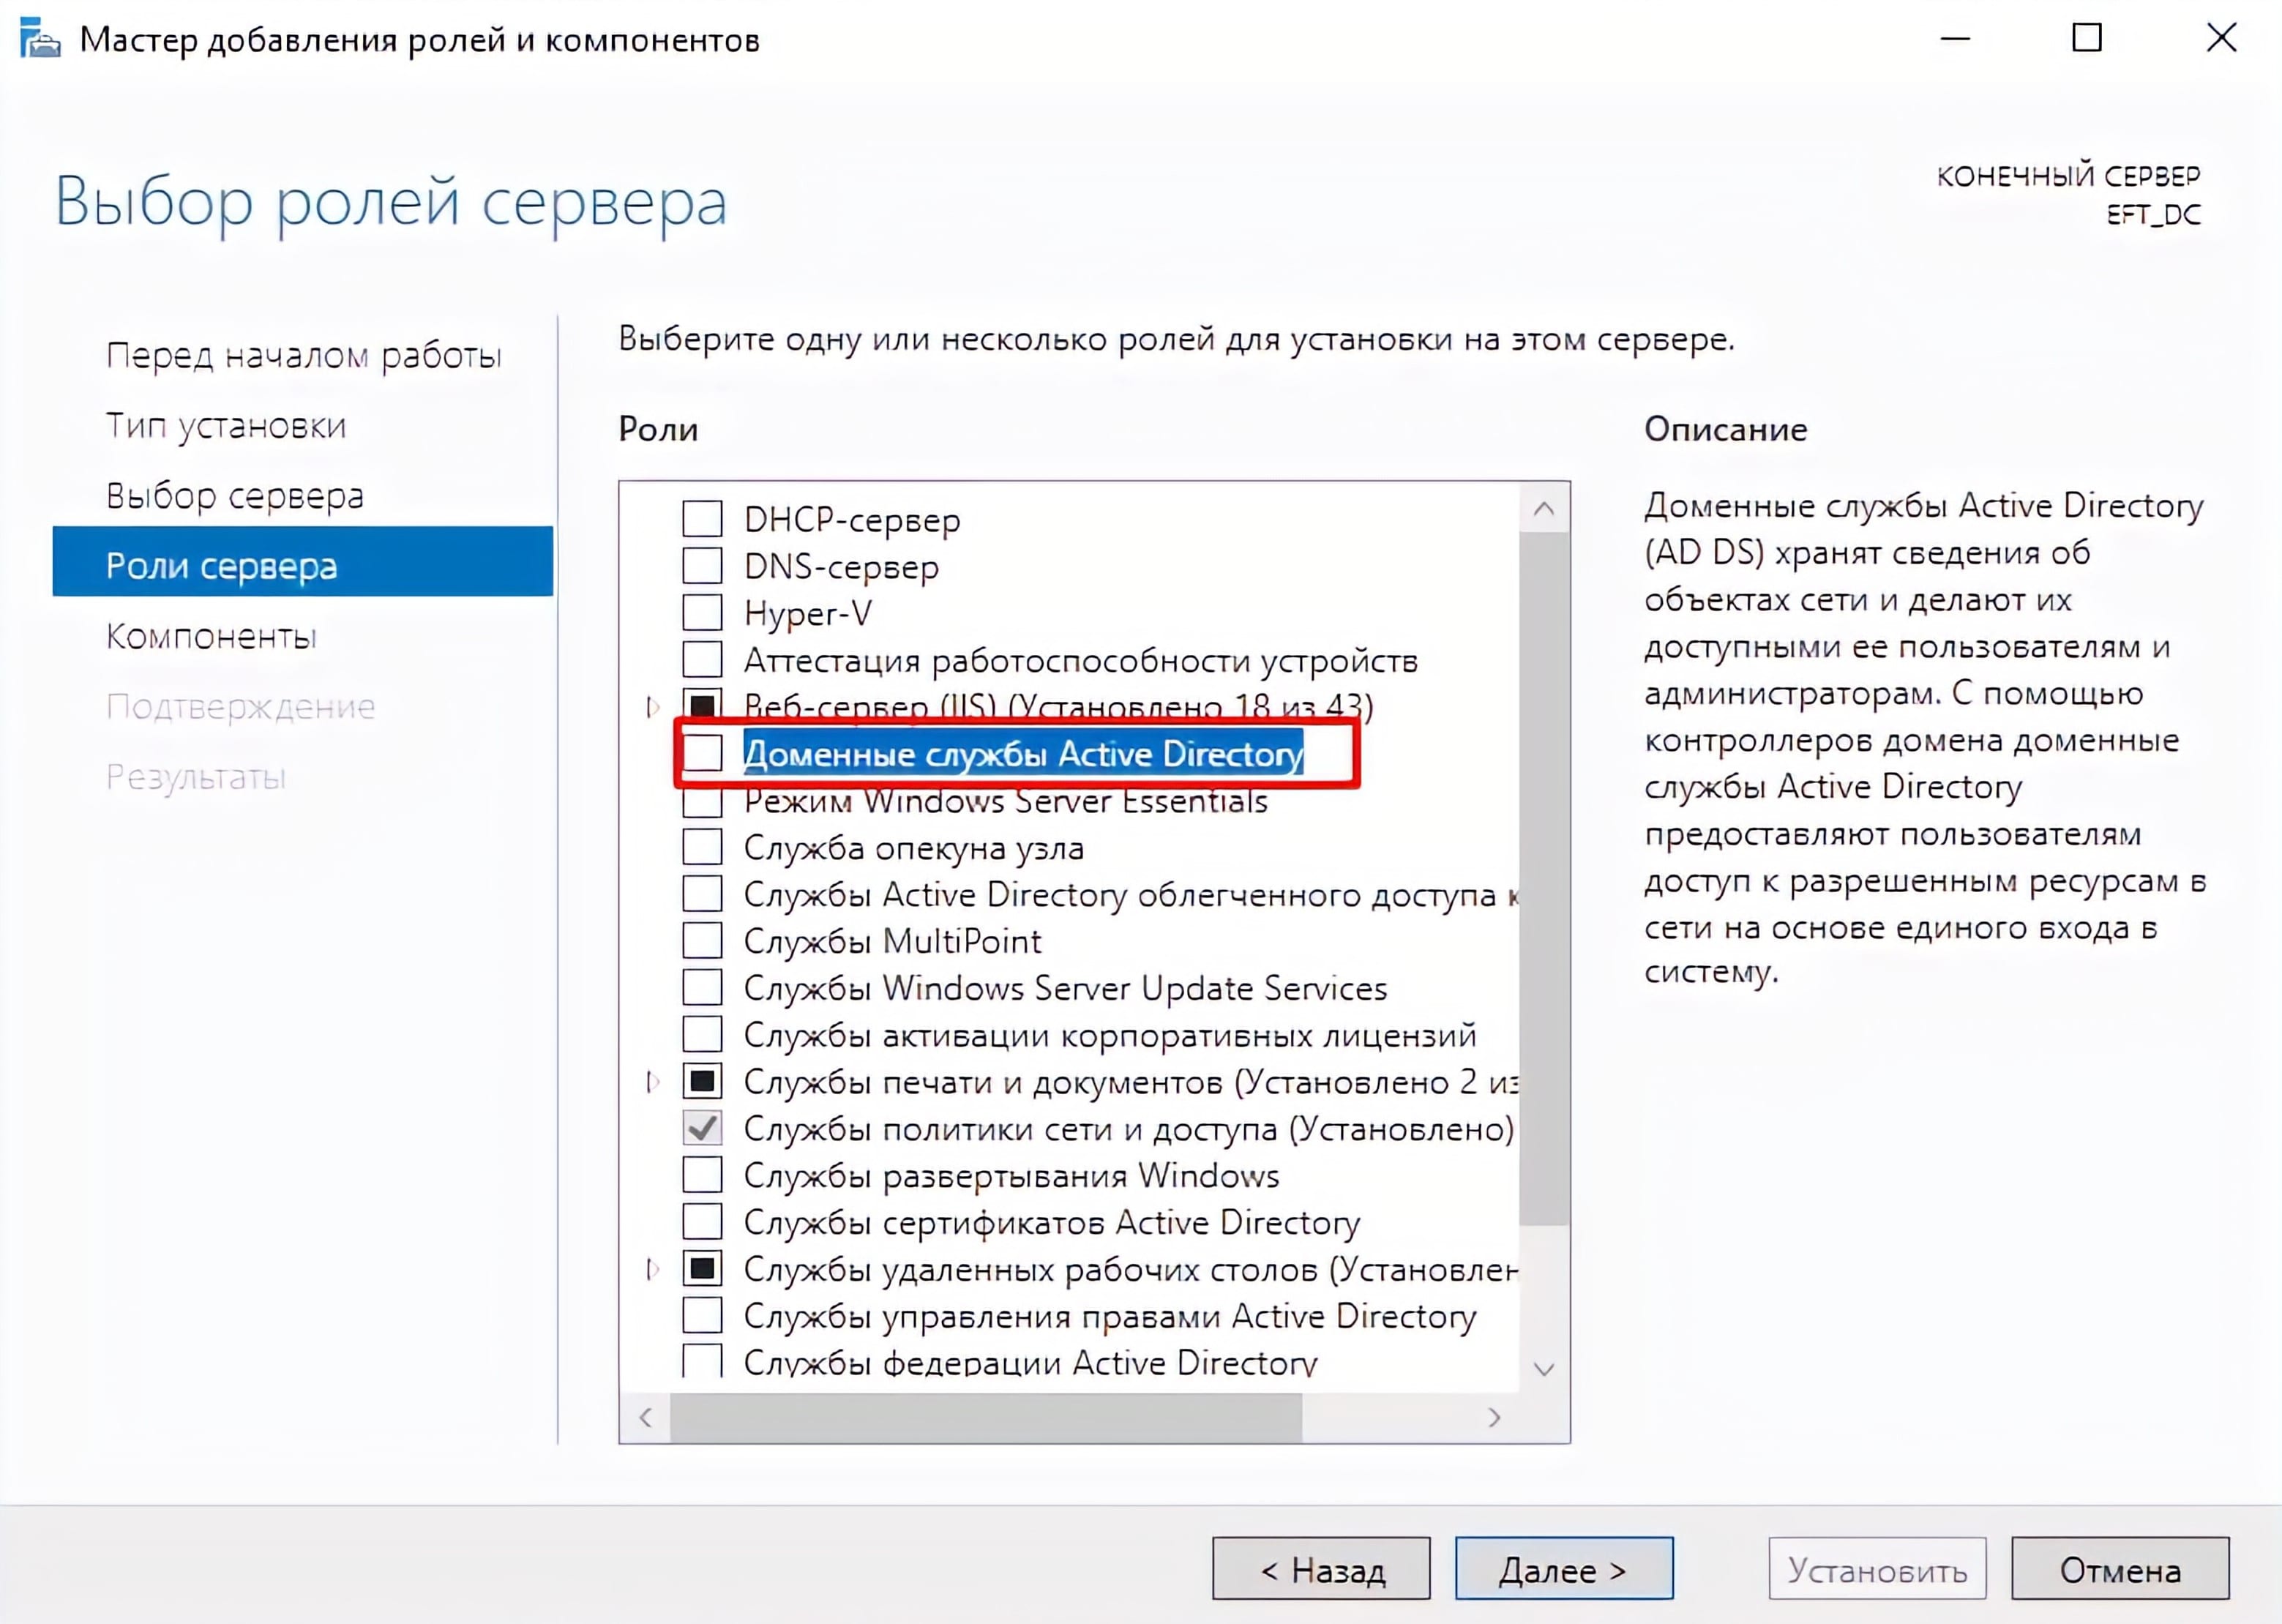 Мастер добавления ролей и компонентов
Выбор ролей сервера
КОНЕЧНЫЙ СЕРВЕР
EFT_DC
Перед началом работы
Тип установки
Выбор сервера
Роли сервера
Компоненты
Подтверждение
Результаты
Выберите одну или несколько ролей для установки на этом сервере.
Роли
DHCP-сервер
DNS-сервер
Hyper-V
Аттестация работоспособности устройств
Веб-сервер (IIS) (Установлено 18 из 43)
Доменные службы Active Directory
Режим Windows Server Essentials
Служба опекуна узла
Службы Active Directory облегченного доступа к
Службы MultiPoint
Службы Windows Server Update Services
Службы активации корпоративных лицензий
Службы печати и документов (Установлено 2 из
Службы политики сети и доступа (Установлено)
Службы развертывания Windows
Службы сертификатов Active Directory
Службы удаленных рабочих столов (Установлен
Службы управления правами Active Directory
Службы федерации Active Directory
Описание
Доменные службы Active Directory
(AD DS) хранят сведения об
объектах сети и делают их
доступными ее пользователям и
администраторам. С помощью
контроллеров домена доменные
службы Active Directory
предоставляют пользователям
доступ к разрешенным ресурсам в
сети на основе единого входа в
систему.
< Назад
Далее >
Установить
Отмена